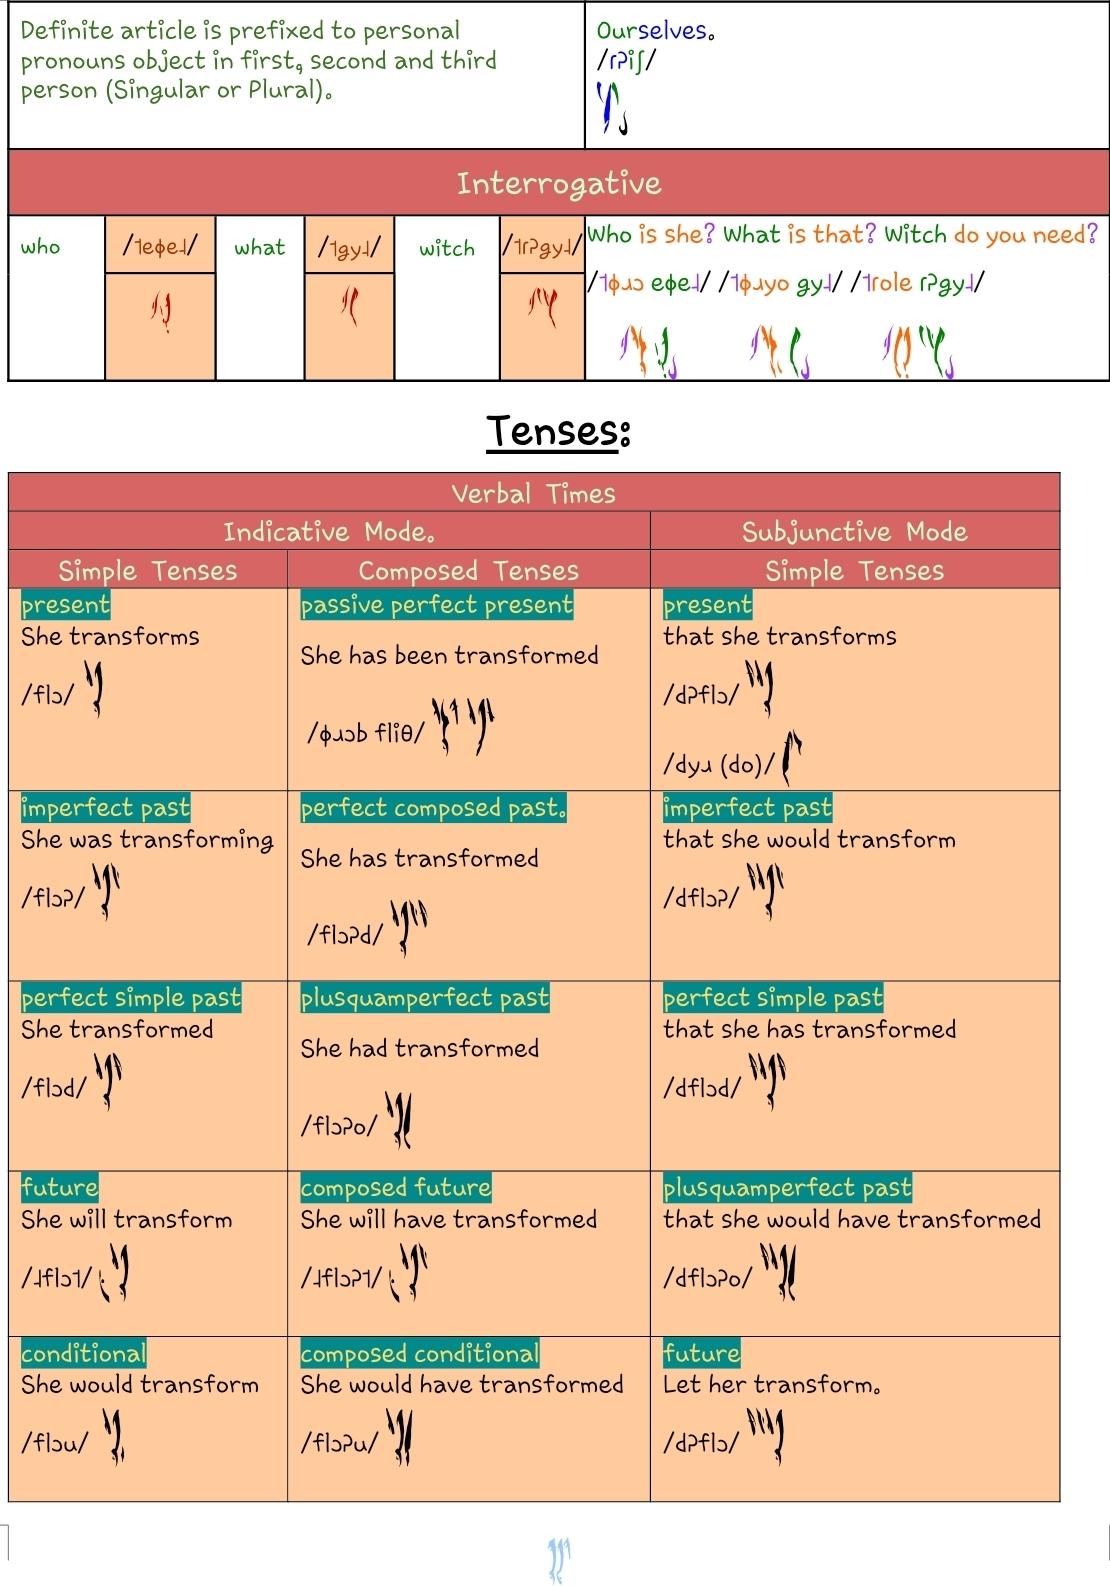 Definite article is prefixed to personal
pronouns object in first, second and third
person (Singular or Plural).
Ourselves.
/ɾʔiʃ/
Interrogative
who
/˥eɸe˩/
what
/˥gy˩/
witch
/˥ɾʔgy˩/
Who is she? What is that? Witch do you need?
/˥ɸɹɔ eɸe˩/ /˥ɸɹyo gy˩/ /˥role ɾʔgy˩/
Tenses:
Verbal Times
Indicative Mode.
Subjunctive Mode
Simple Tenses
Composed Tenses
Simple Tenses
present
She transforms
/flɔ/
passive perfect present
She has been transformed
/ɸɹɔb fliθ/
present
that she transforms
/dʔflɔ/
/dyɹ (do)/
imperfect past
She was transforming
/flɔʔ/
perfect composed past.
She has transformed
/flɔʔd/
imperfect past
that she would transform
/dflɔʔ/
perfect simple past
She transformed
/flɔd/
plusquamperfect past
She had transformed
/flɔʔo/
perfect simple past
that she has transformed
/dflɔd/
future
She will transform
/˩flɔ˥/
composed future
She will have transformed
/˩flɔʔ˥/
plusquamperfect past
that she would have transformed
/dflɔʔo/
conditional
She would transform
/flɔu/
composed conditional
She would have transformed
/flɔʔu/
future
Let her transform.
/dʔflɔ/